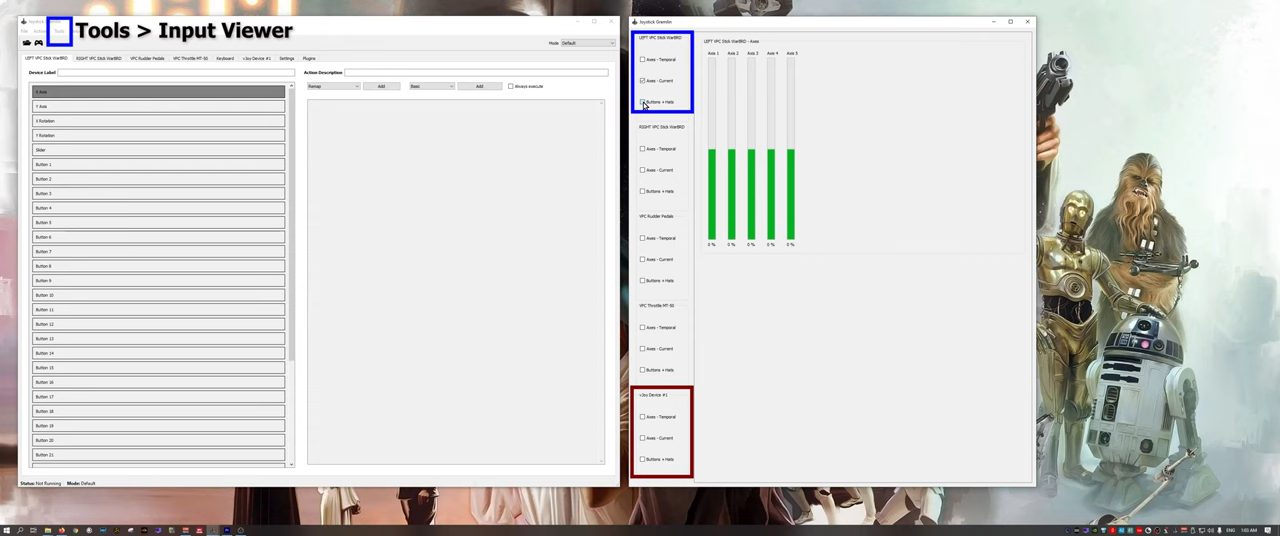 Tools > Input Viewer
Joystick Gremlin
File
Tools
Mode Default
LEFT VPC Stick WarBRD RIGHT VPC Stick WarBRD VPC Rudder Pedals VPC Throttle MT-50 Keyboard vJoy Device #1 Settings Plugins
Device Label
Action Description
Remap Add Basic Add Always execute
X Axis
Y Axis
X Rotation
Y Rotation
Slider
Button 1
Button 2
Button 3
Button 4
Button 5
Button 6
Button 7
Button 8
Button 9
Button 10
Button 11
Button 12
Button 13
Button 14
Button 15
Button 16
Button 17
Button 18
Button 19
Button 20
Button 21
Status: Not Running Mode: Default
Joystick Gremlin
LEFT VPC Stick WarBRD
Axes - Temporal
Axes - Current
Buttons + Hats
RIGHT VPC Stick WarBRD
Axes - Temporal
Axes - Current
Buttons + Hats
VPC Rudder Pedals
Axes - Temporal
Axes - Current
Buttons + Hats
VPC Throttle MT-50
Axes - Temporal
Axes - Current
Buttons + Hats
vJoy Device #1
Axes - Temporal
Axes - Current
Buttons + Hats
LEFT VPC Stick WarBRD - Axes
Axis 1 Axis 2 Axis 3 Axis 4 Axis 5
0 % 0 % 0 % 0 % 0 %
ENG 1:03 AM